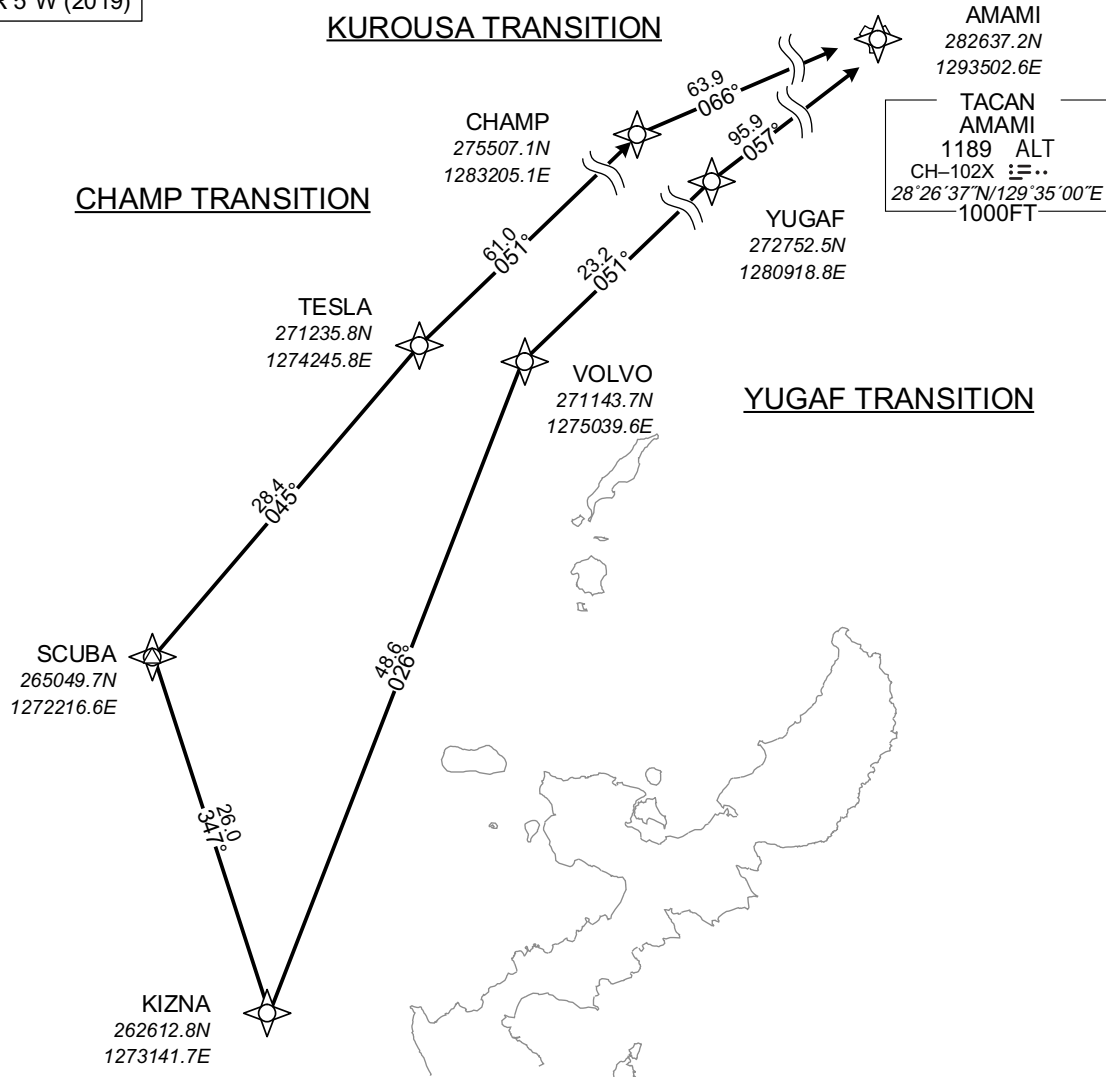 R 5°W (2019)
KUROUSA TRANSITION
AMAMI
282637.2N
1293502.6E
TACAN
AMAMI
1189 ALT
CH–102X
28°26´37˝N/129°35´00˝E
1000FT
63.9
066°
95.9
057°
CHAMP
275507.1N
1283205.1E
CHAMP TRANSITION
YUGAF
272752.5N
1280918.8E
61.0
051°
23.2
051°
TESLA
271235.8N
1274245.8E
VOLVO
271143.7N
1275039.6E
YUGAF TRANSITION
28.4
045°
48.6
026°
SCUBA
265049.7N
1272216.6E
26.0
347°
KIZNA
262612.8N
1273141.7E